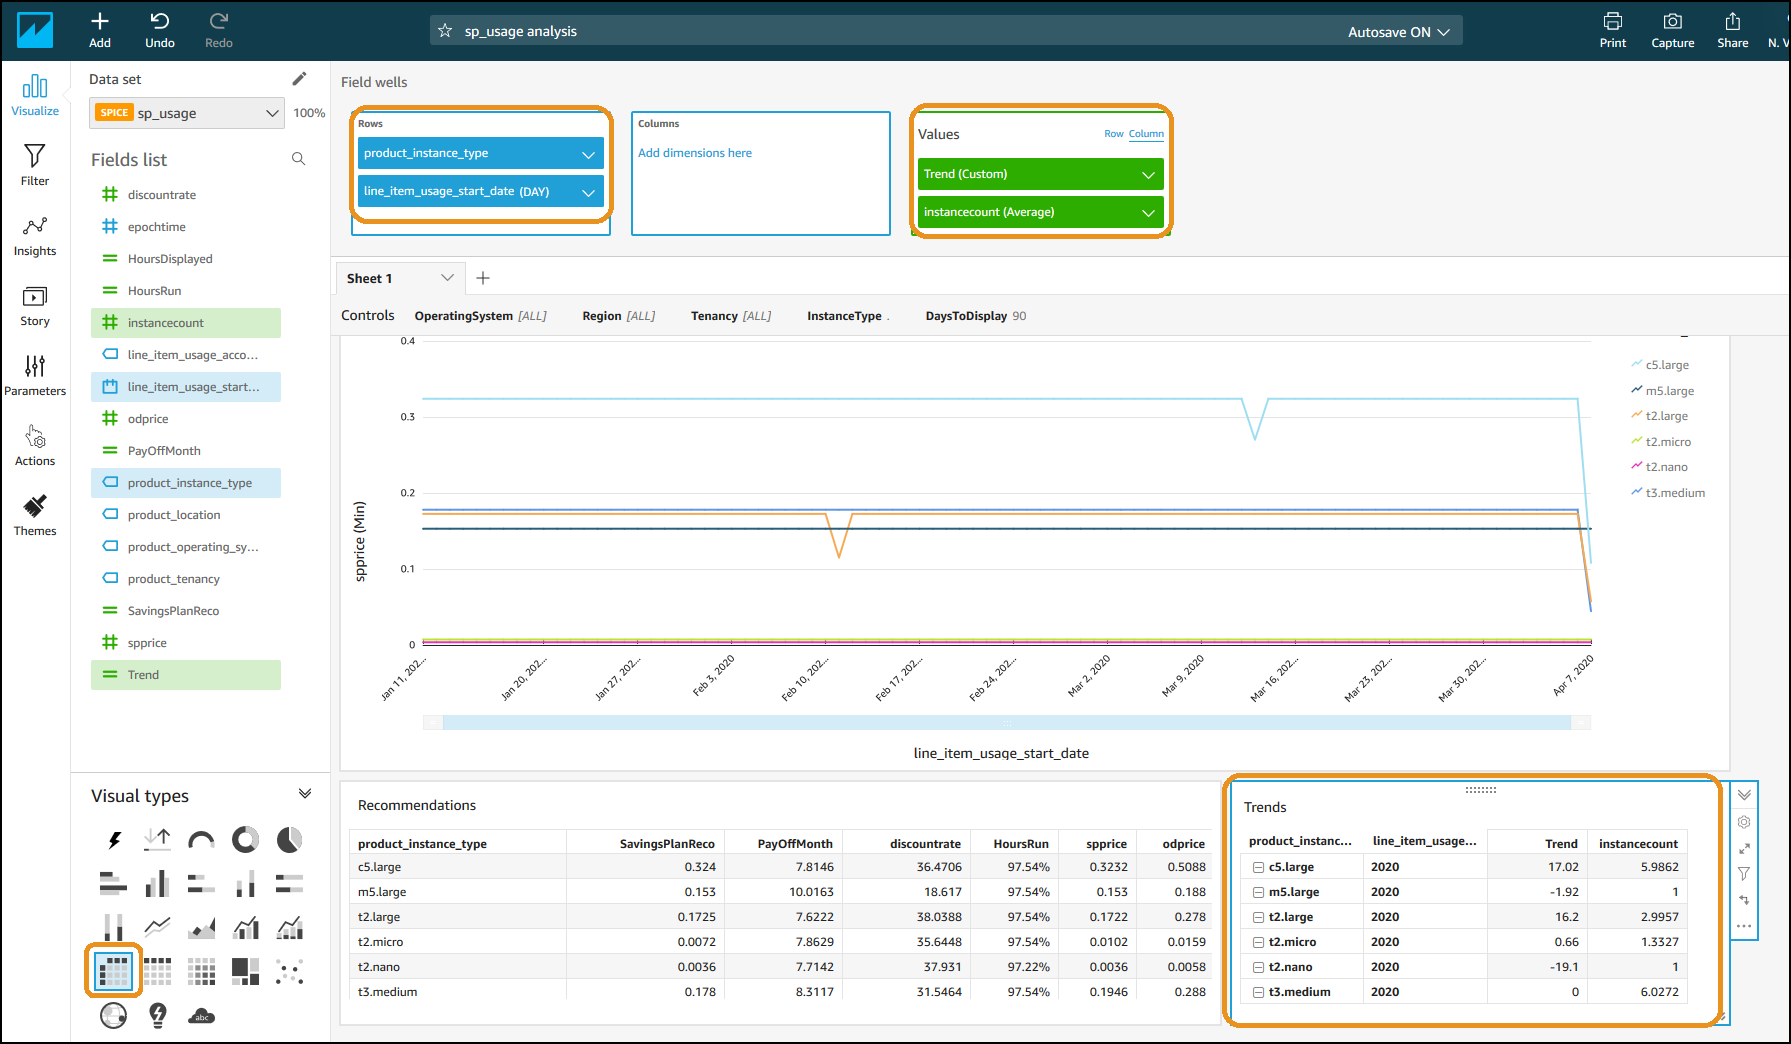 Add
Undo
Redo
sp_usage analysis
Autosave ON
Print
Capture
Share
N. V
Visualize
Filter
Insights
Story
Parameters
Actions
Themes
Data set
SPICE sp_usage
100%
Fields list
discountrate
epochtime
HoursDisplayed
HoursRun
instancecount
line_item_usage_acco...
line_item_usage_start...
odprice
PayOffMonth
product_instance_type
product_location
product_operating_sy...
product_tenancy
SavingsPlanReco
spprice
Trend
Visual types
abc
Field wells
Rows
product_instance_type
line_item_usage_start_date (DAY)
Columns
Add dimensions here
Values
Row Column
Trend (Custom)
instancecount (Average)
Sheet 1
Controls OperatingSystem [ALL] Region [ALL] Tenancy [ALL] InstanceType . DaysToDisplay 90
0.4
0.3
0.2
0.1
0
spprice (Min)
Jan 11, 202...
Jan 20, 202...
Jan 27, 202...
Feb 3, 2020
Feb 10, 202...
Feb 17, 202...
Feb 24, 202...
Mar 2, 2020
Mar 9, 2020
Mar 16, 202...
Mar 23, 202...
Mar 30, 202...
Apr 7, 2020
line_item_usage_start_date
c5.large
m5.large
t2.large
t2.micro
t2.nano
t3.medium
Recommendations
product_instance_type SavingsPlanReco PayOffMonth discountrate HoursRun spprice odprice
c5.large 0.324 7.8146 36.4706 97.54% 0.3232 0.5088
m5.large 0.153 10.0163 18.617 97.54% 0.153 0.188
t2.large 0.1725 7.6222 38.0388 97.54% 0.1722 0.278
t2.micro 0.0072 7.8629 35.6448 97.54% 0.0102 0.0159
t2.nano 0.0036 7.7142 37.931 97.22% 0.0036 0.0058
t3.medium 0.178 8.3117 31.5464 97.54% 0.1946 0.288
Trends
product_instanc... line_item_usage... Trend instancecount
c5.large 2020 17.02 5.9862
m5.large 2020 -1.92 1
t2.large 2020 16.2 2.9957
t2.micro 2020 0.66 1.3327
t2.nano 2020 -19.1 1
t3.medium 2020 0 6.0272